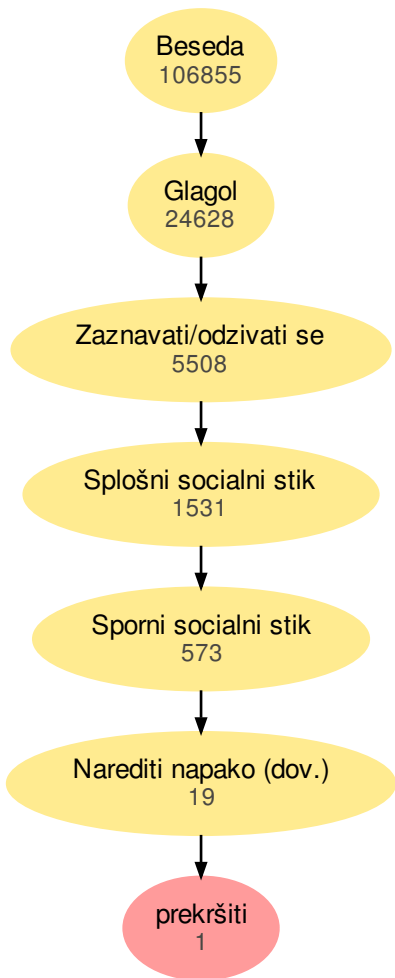 Beseda
106855
Glagol
24628
Zaznavati/odzivati se
5508
Splošni socialni stik
1531
Sporni socialni stik
573
Narediti napako (dov.)
19
prekršiti
1